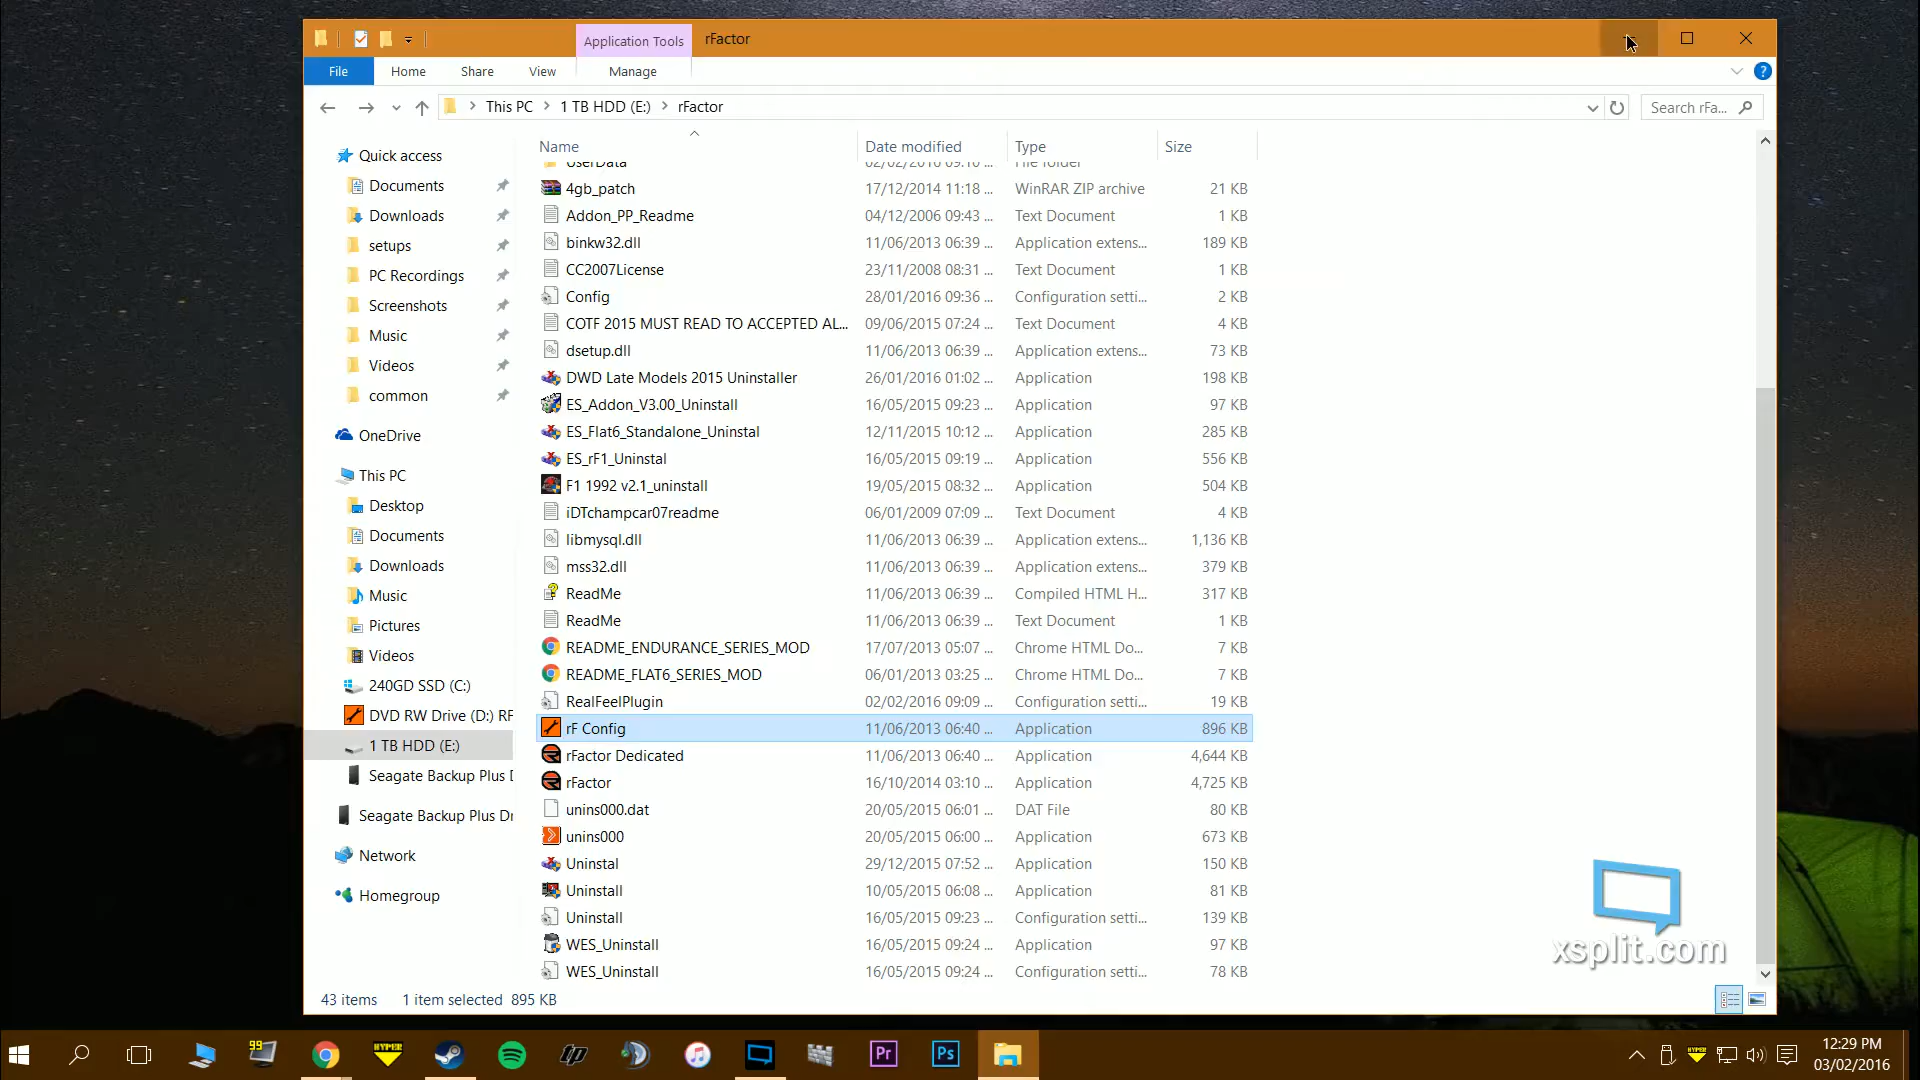 Application Tools
rFactor
File
Home
Share
View
Manage
This PC
1 TB HDD (E:)
rFactor
Search rFa...
Name
Date modified
Type
Size
Quick access
Documents
Downloads
setups
PC Recordings
Screenshots
Music
Videos
common
OneDrive
This PC
Desktop
Documents
Downloads
Music
Pictures
Videos
240GD SSD (C:)
DVD RW Drive (D:) RF
1 TB HDD (E:)
Seagate Backup Plus D
Seagate Backup Plus Dr
Network
Homegroup
UserData 02/02/2016 09:10 ... File folder
4gb_patch 17/12/2014 11:18 ... WinRAR ZIP archive 21 KB
Addon_PP_Readme 04/12/2006 09:43 ... Text Document 1 KB
binkw32.dll 11/06/2013 06:39 ... Application extens... 189 KB
CC2007License 23/11/2008 08:31 ... Text Document 1 KB
Config 28/01/2016 09:36 ... Configuration setti... 2 KB
COTF 2015 MUST READ TO ACCEPTED AL... 09/06/2015 07:24 ... Text Document 4 KB
dsetup.dll 11/06/2013 06:39 ... Application extens... 73 KB
DWD Late Models 2015 Uninstaller 26/01/2016 01:02 ... Application 198 KB
ES_Addon_V3.00_Uninstall 16/05/2015 09:23 ... Application 97 KB
ES_Flat6_Standalone_Uninstal 12/11/2015 10:12 ... Application 285 KB
ES_rF1_Uninstal 16/05/2015 09:19 ... Application 556 KB
F1 1992 v2.1_uninstall 19/05/2015 08:32 ... Application 504 KB
iDTchampcar07readme 06/01/2009 07:09 ... Text Document 4 KB
libmysql.dll 11/06/2013 06:39 ... Application extens... 1,136 KB
mss32.dll 11/06/2013 06:39 ... Application extens... 379 KB
ReadMe 11/06/2013 06:39 ... Compiled HTML H... 317 KB
ReadMe 11/06/2013 06:39 ... Text Document 1 KB
README_ENDURANCE_SERIES_MOD 17/07/2013 05:07 ... Chrome HTML Do... 7 KB
README_FLAT6_SERIES_MOD 06/01/2013 03:25 ... Chrome HTML Do... 7 KB
RealFeelPlugin 02/02/2016 09:09 ... Configuration setti... 19 KB
rF Config 11/06/2013 06:40 ... Application 896 KB
rFactor Dedicated 11/06/2013 06:40 ... Application 4,644 KB
rFactor 16/10/2014 03:10 ... Application 4,725 KB
unins000.dat 20/05/2015 06:01 ... DAT File 80 KB
unins000 20/05/2015 06:00 ... Application 673 KB
Uninstal 29/12/2015 07:52 ... Application 150 KB
Uninstall 10/05/2015 06:08 ... Application 81 KB
Uninstall 16/05/2015 09:23 ... Configuration setti... 139 KB
WES_Uninstall 16/05/2015 09:24 ... Application 97 KB
WES_Uninstall 16/05/2015 09:24 ... Configuration setti... 78 KB
43 items 1 item selected 895 KB
xsplit.com
99
HYPER
Pr
Ps
HYPER
12:29 PM
03/02/2016